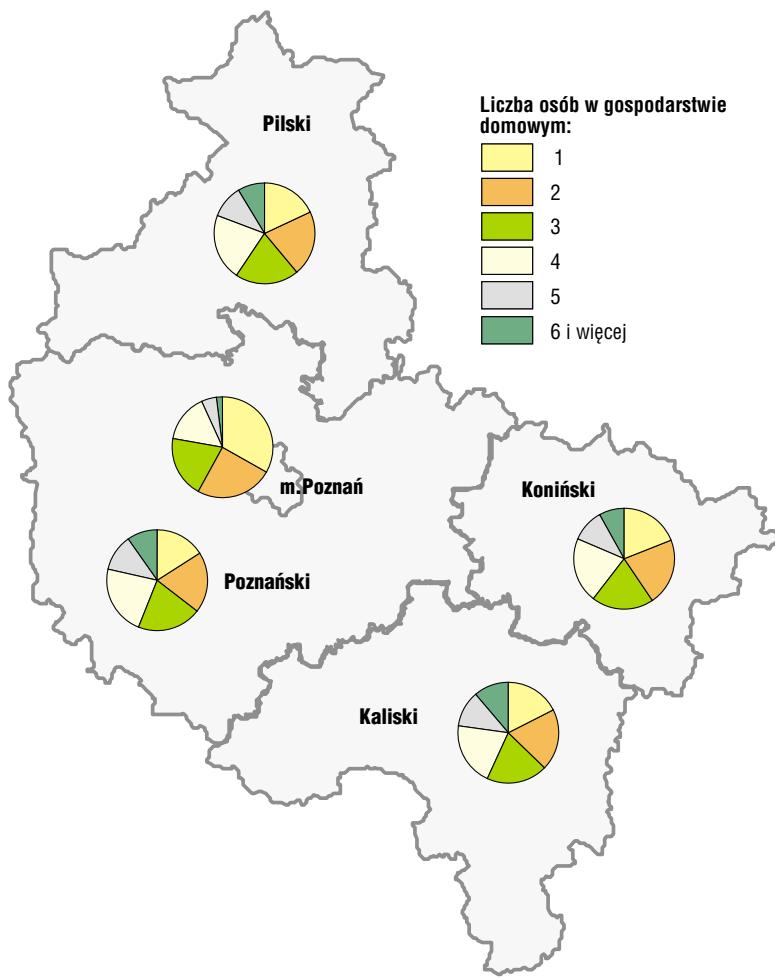 Pilski
Liczba osób w gospodarstwie
domowym:
1
2
3
4
5
6 i więcej
m.Poznań
Koniński
Poznański
Kaliski